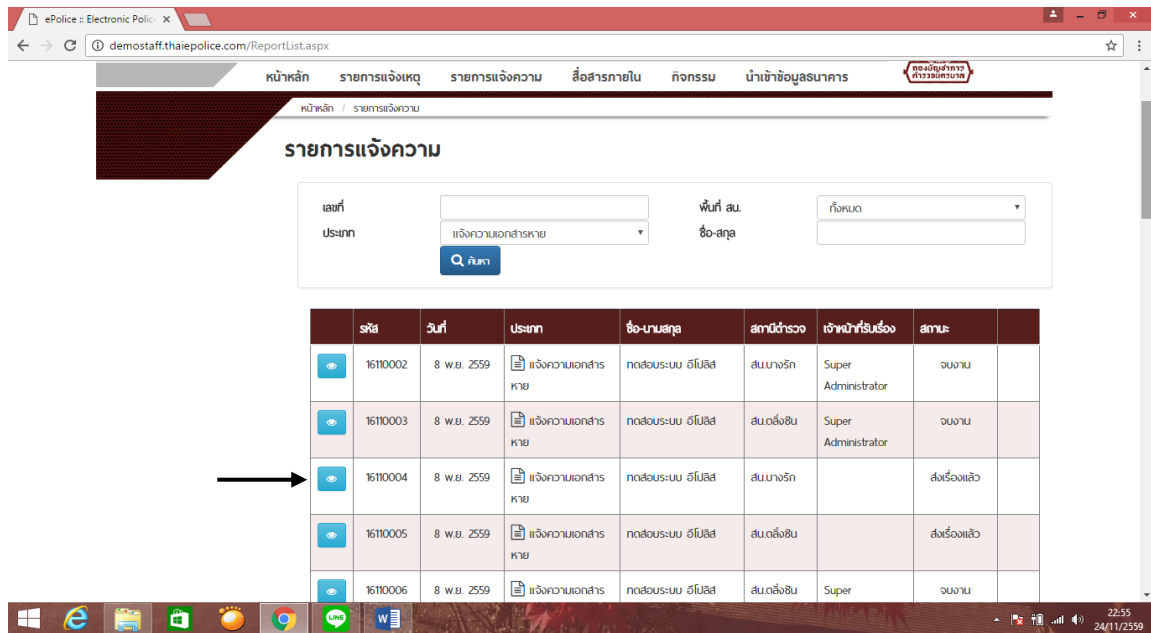 ePolice :: Electronic Polic
demostaff.thaiepolice.com/ReportList.aspx
หน้าหลัก รายการแจ้งเหตุ รายการแจ้งความ สื่อสารภายใน กิจกรรม นำเข้าข้อมูลธนาคาร
กองบัญชาการ
ตำรวจนครบาล
หน้าหลัก / รายการแจ้งความ
รายการแจ้งความ
เลขที่ พื้นที่ สน. ทั้งหมด
ประเภท แจ้งความเอกสารหาย ชื่อ-สกุล
ค้นหา
รหัส วันที่ ประเภท ชื่อ-นามสกุล สถานีตำรวจ เจ้าหน้าที่รับเรื่อง สถานะ
16110002 8 พ.ย. 2559 แจ้งความเอกสาร ทดสอบระบบ อีโปลิส สน.บางรัก Super จบงาน
หาย Administrator
16110003 8 พ.ย. 2559 แจ้งความเอกสาร ทดสอบระบบ อีโปลิส สน.ตลิ่งชัน Super จบงาน
หาย Administrator
16110004 8 พ.ย. 2559 แจ้งความเอกสาร ทดสอบระบบ อีโปลิส สน.บางรัก ส่งเรื่องแล้ว
หาย
16110005 8 พ.ย. 2559 แจ้งความเอกสาร ทดสอบระบบ อีโปลิส สน.ตลิ่งชัน ส่งเรื่องแล้ว
หาย
16110006 8 พ.ย. 2559 แจ้งความเอกสาร ทดสอบระบบ อีโปลิส สน.ตลิ่งชัน Super จบงาน
LINE
22:55
24/11/2559